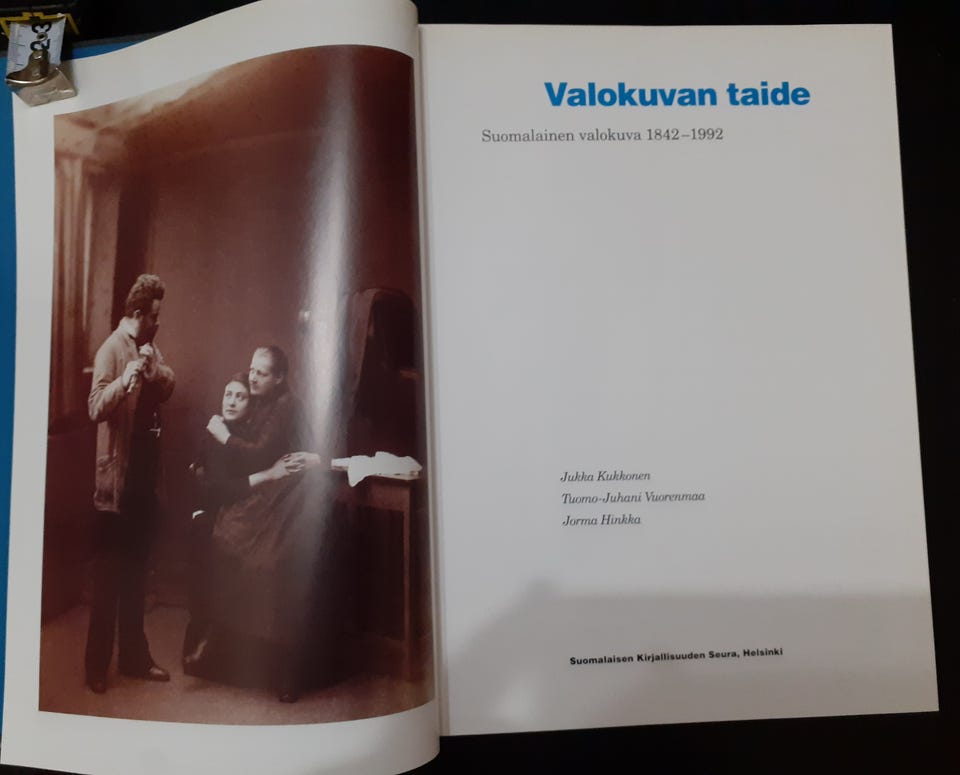 Valokuvan taide
Suomalainen valokuva 1842–1992
Jukka Kukkonen
Tuomo-Juhani Vuorenmaa
Jorma Hinkka
Suomalaisen Kirjallisuuden Seura, Helsinki